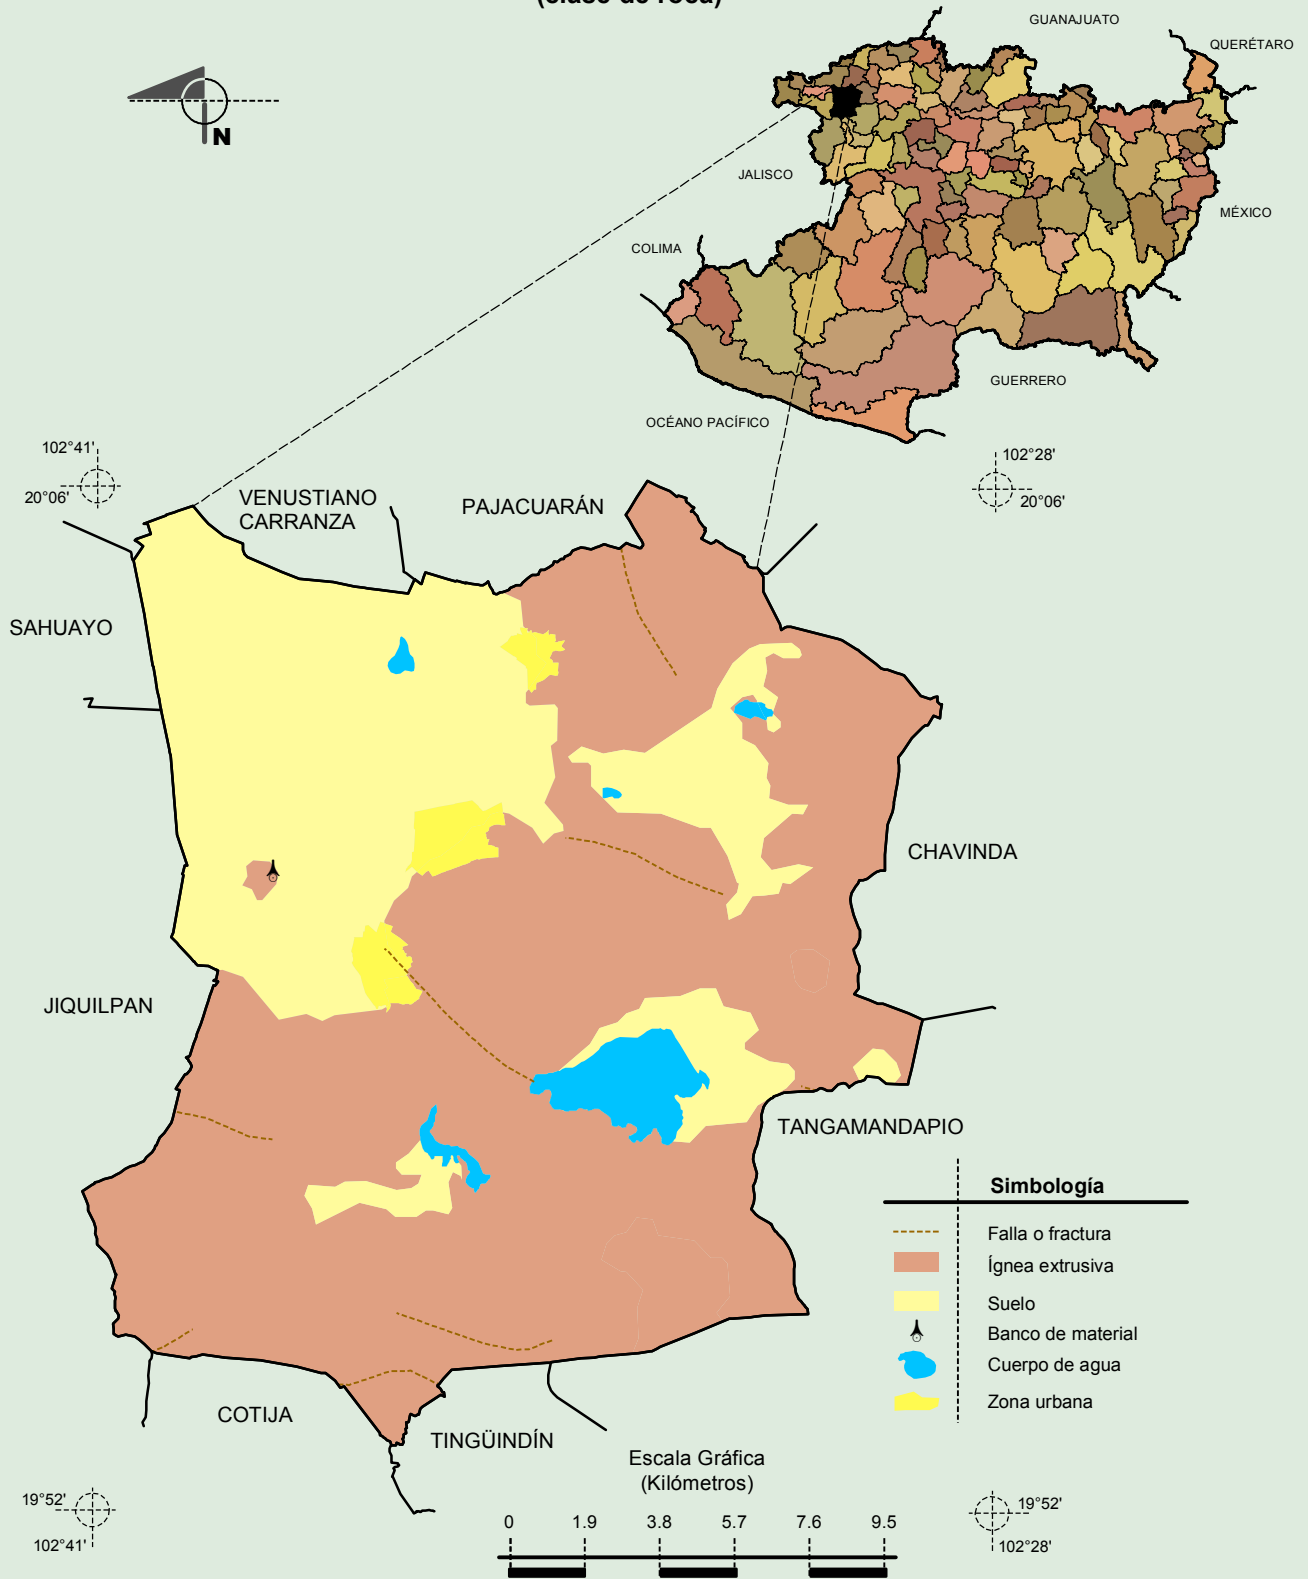 (clase de roca)
GUANAJUATO
QUERÉTARO
N
JALISCO
MÉXICO
COLIMA
GUERRERO
OCÉANO PACÍFICO
102°41'
20°06'
102°28'
20°06'
VENUSTIANO
CARRANZA
PAJACUARÁN
SAHUAYO
CHAVINDA
JIQUILPAN
TANGAMANDAPIO
Simbología
Falla o fractura
Ígnea extrusiva
Suelo
Banco de material
Cuerpo de agua
Zona urbana
COTIJA
TINGÜINDÍN
Escala Gráfica
(Kilómetros)
0 1.9 3.8 5.7 7.6 9.5
19°52'
102°41'
19°52'
102°28'